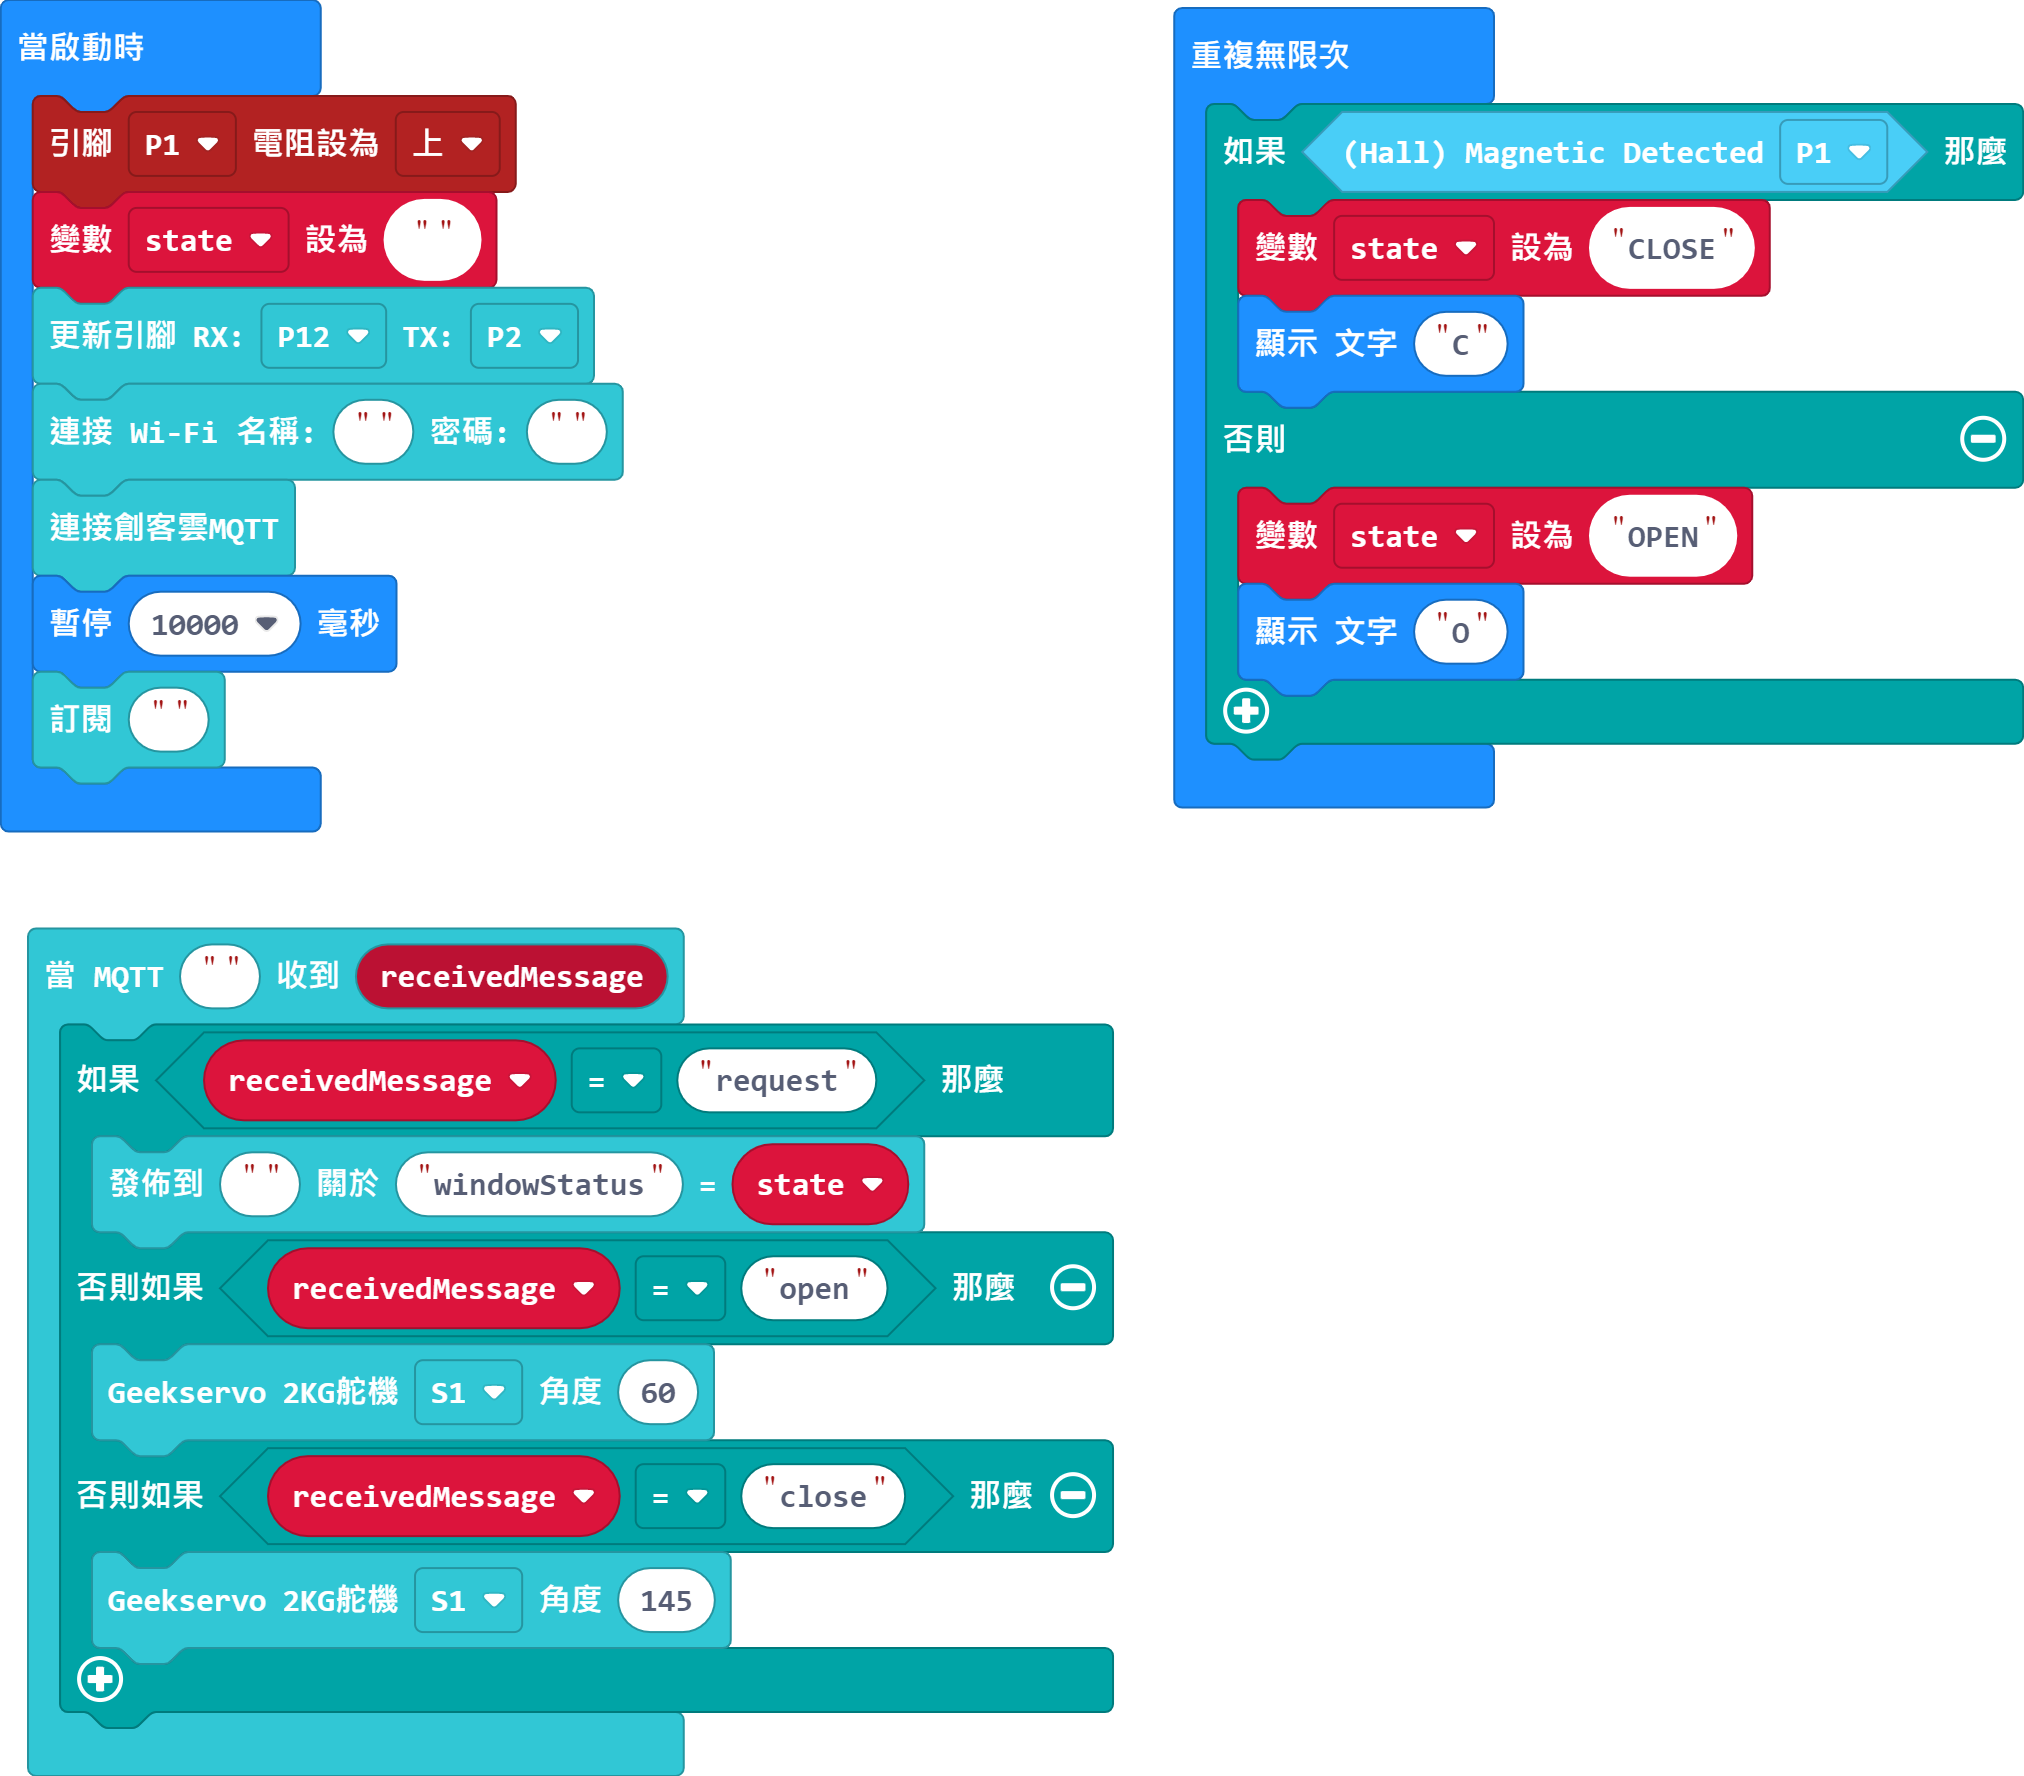 當啟動時
引腳 P1 電阻設為 上
變數 state 設為 " "
更新引腳 RX: P12 TX: P2
連接 Wi-Fi 名稱: " " 密碼: " "
連接創客雲MQTT
暫停 10000 毫秒
訂閱 " "
重複無限次
如果 (Hall) Magnetic Detected P1 那麼
變數 state 設為 "CLOSE"
顯示 文字 "C"
否則
變數 state 設為 "OPEN"
顯示 文字 "O"
當 MQTT " " 收到 receivedMessage
如果 receivedMessage = "request" 那麼
發佈到 " " 關於 "windowStatus" = state
否則如果 receivedMessage = "open" 那麼
Geekservo 2KG舵機 S1 角度 60
否則如果 receivedMessage = "close" 那麼
Geekservo 2KG舵機 S1 角度 145